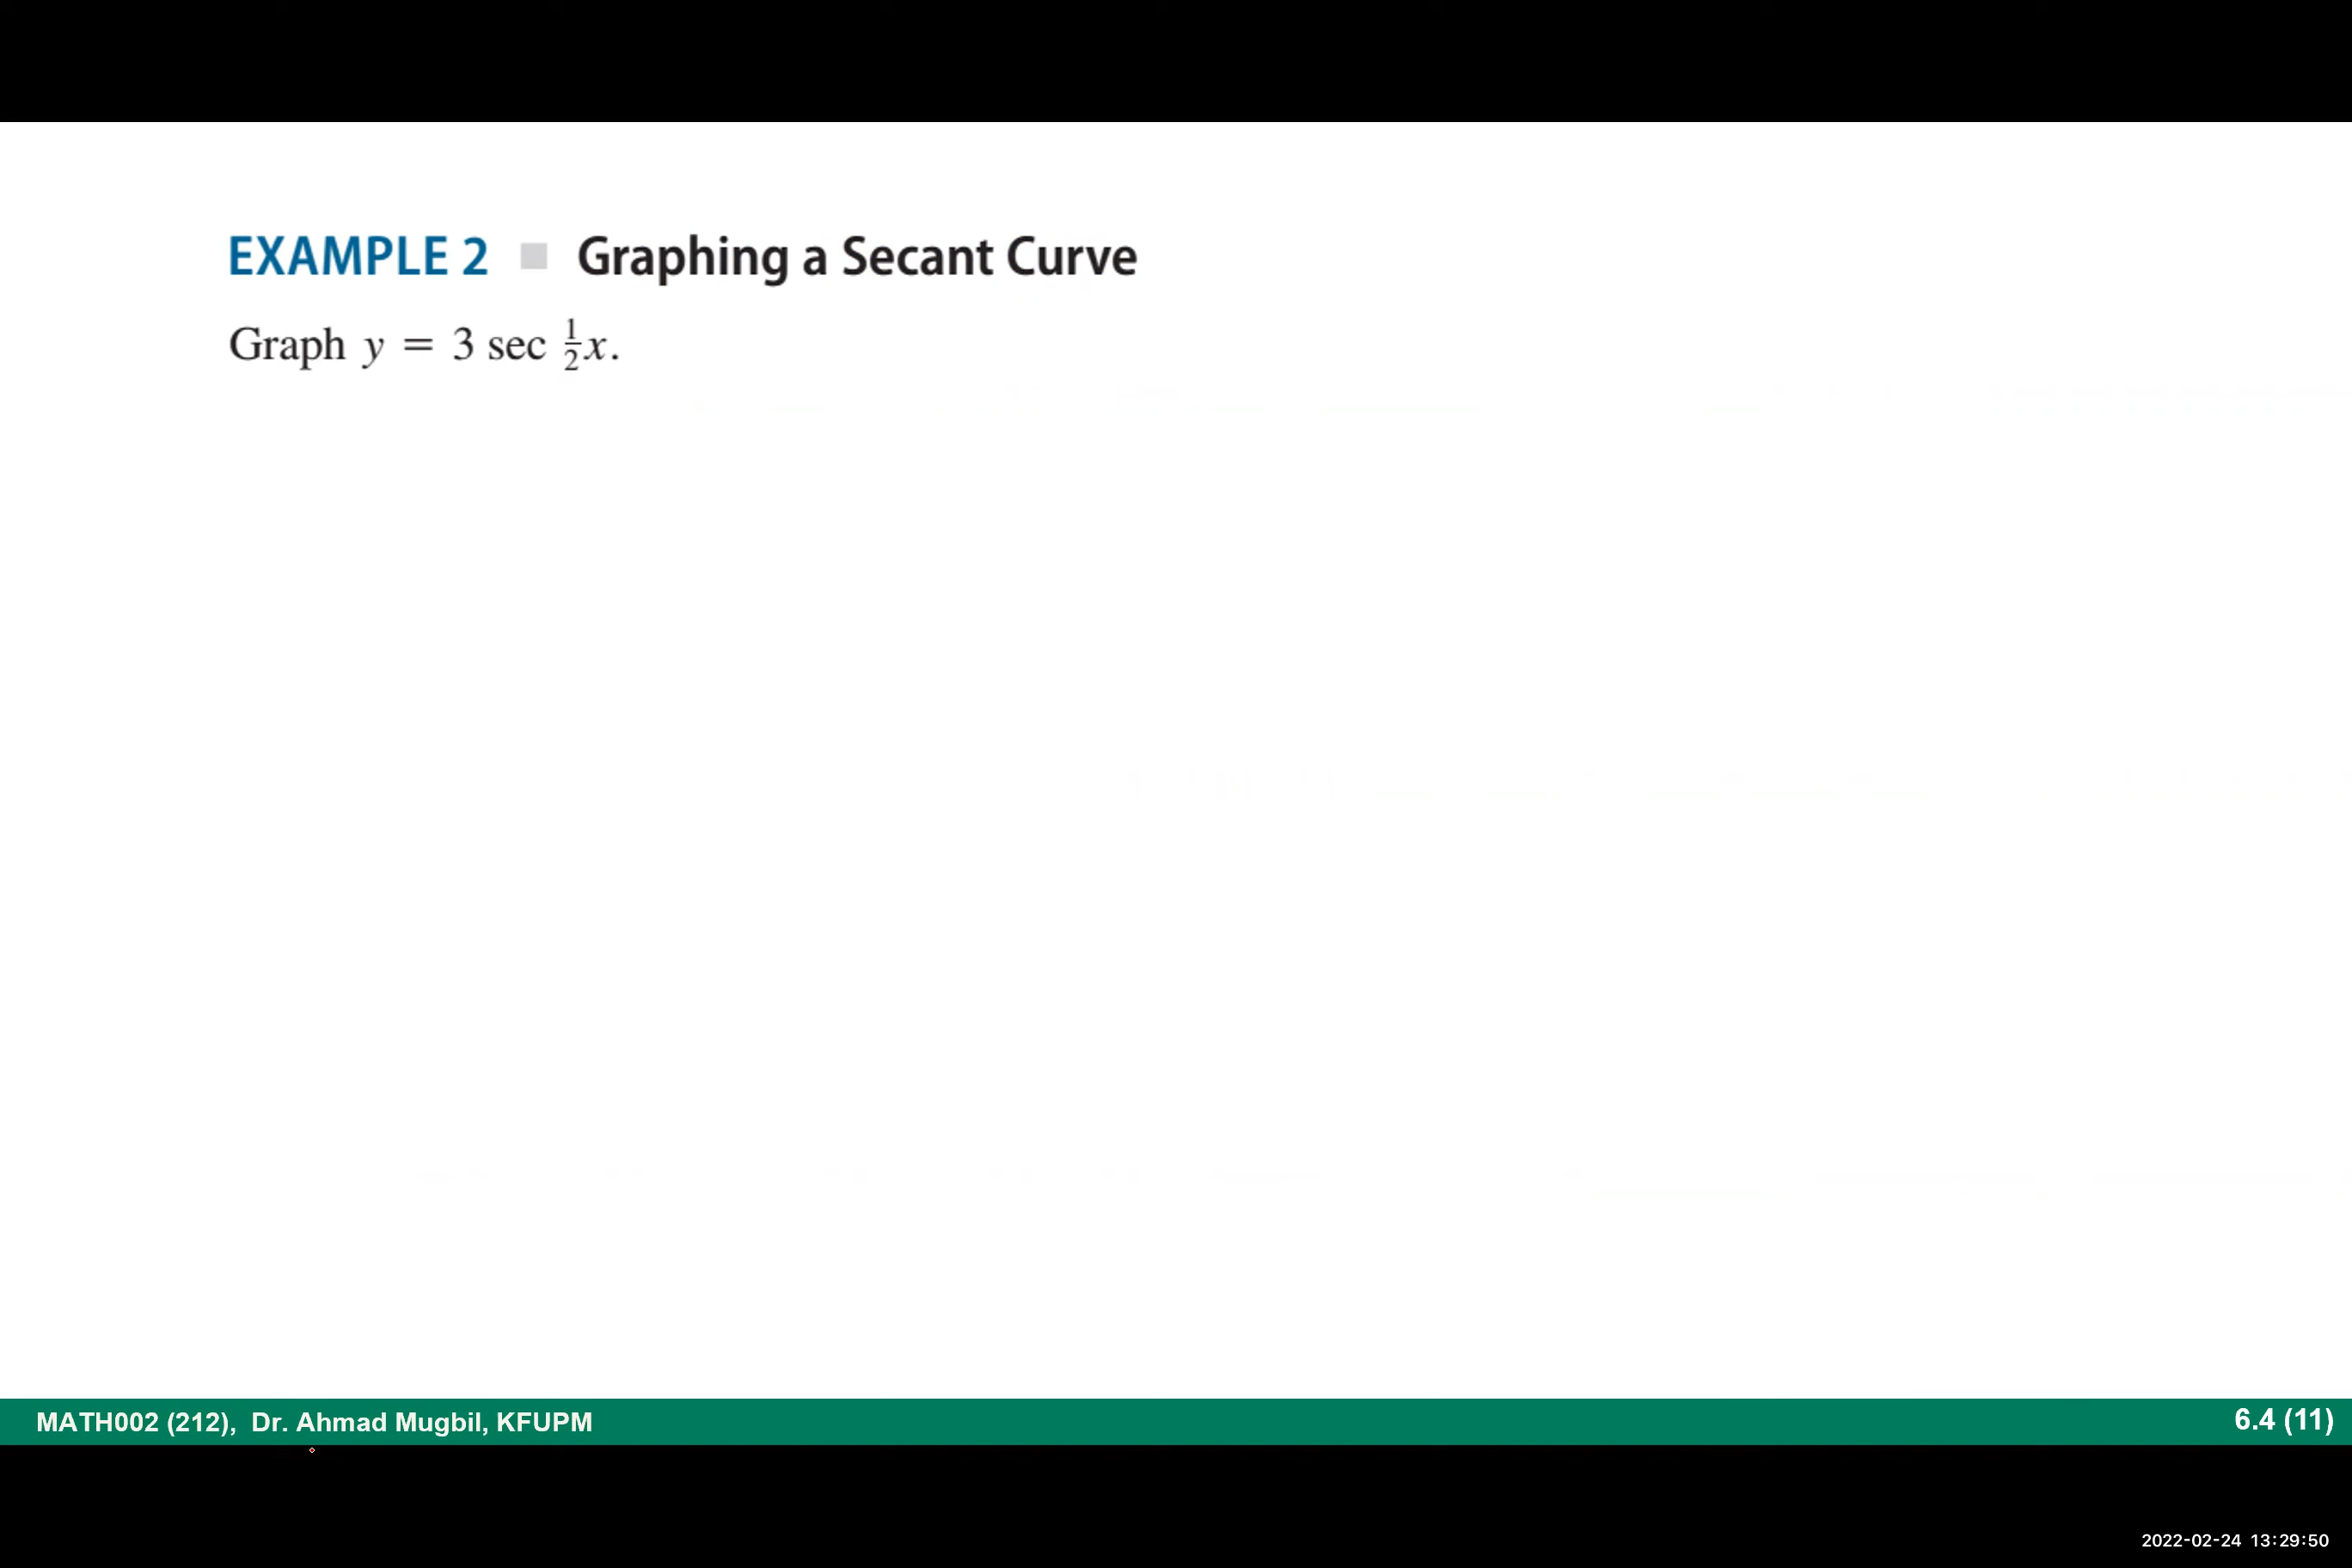 EXAMPLE 2 ■ Graphing a Secant Curve
Graph y = 3 sec ½x.
MATH002 (212), Dr. Ahmad Mugbil, KFUPM 6.4 (11)
2022-02-24 13:29:50